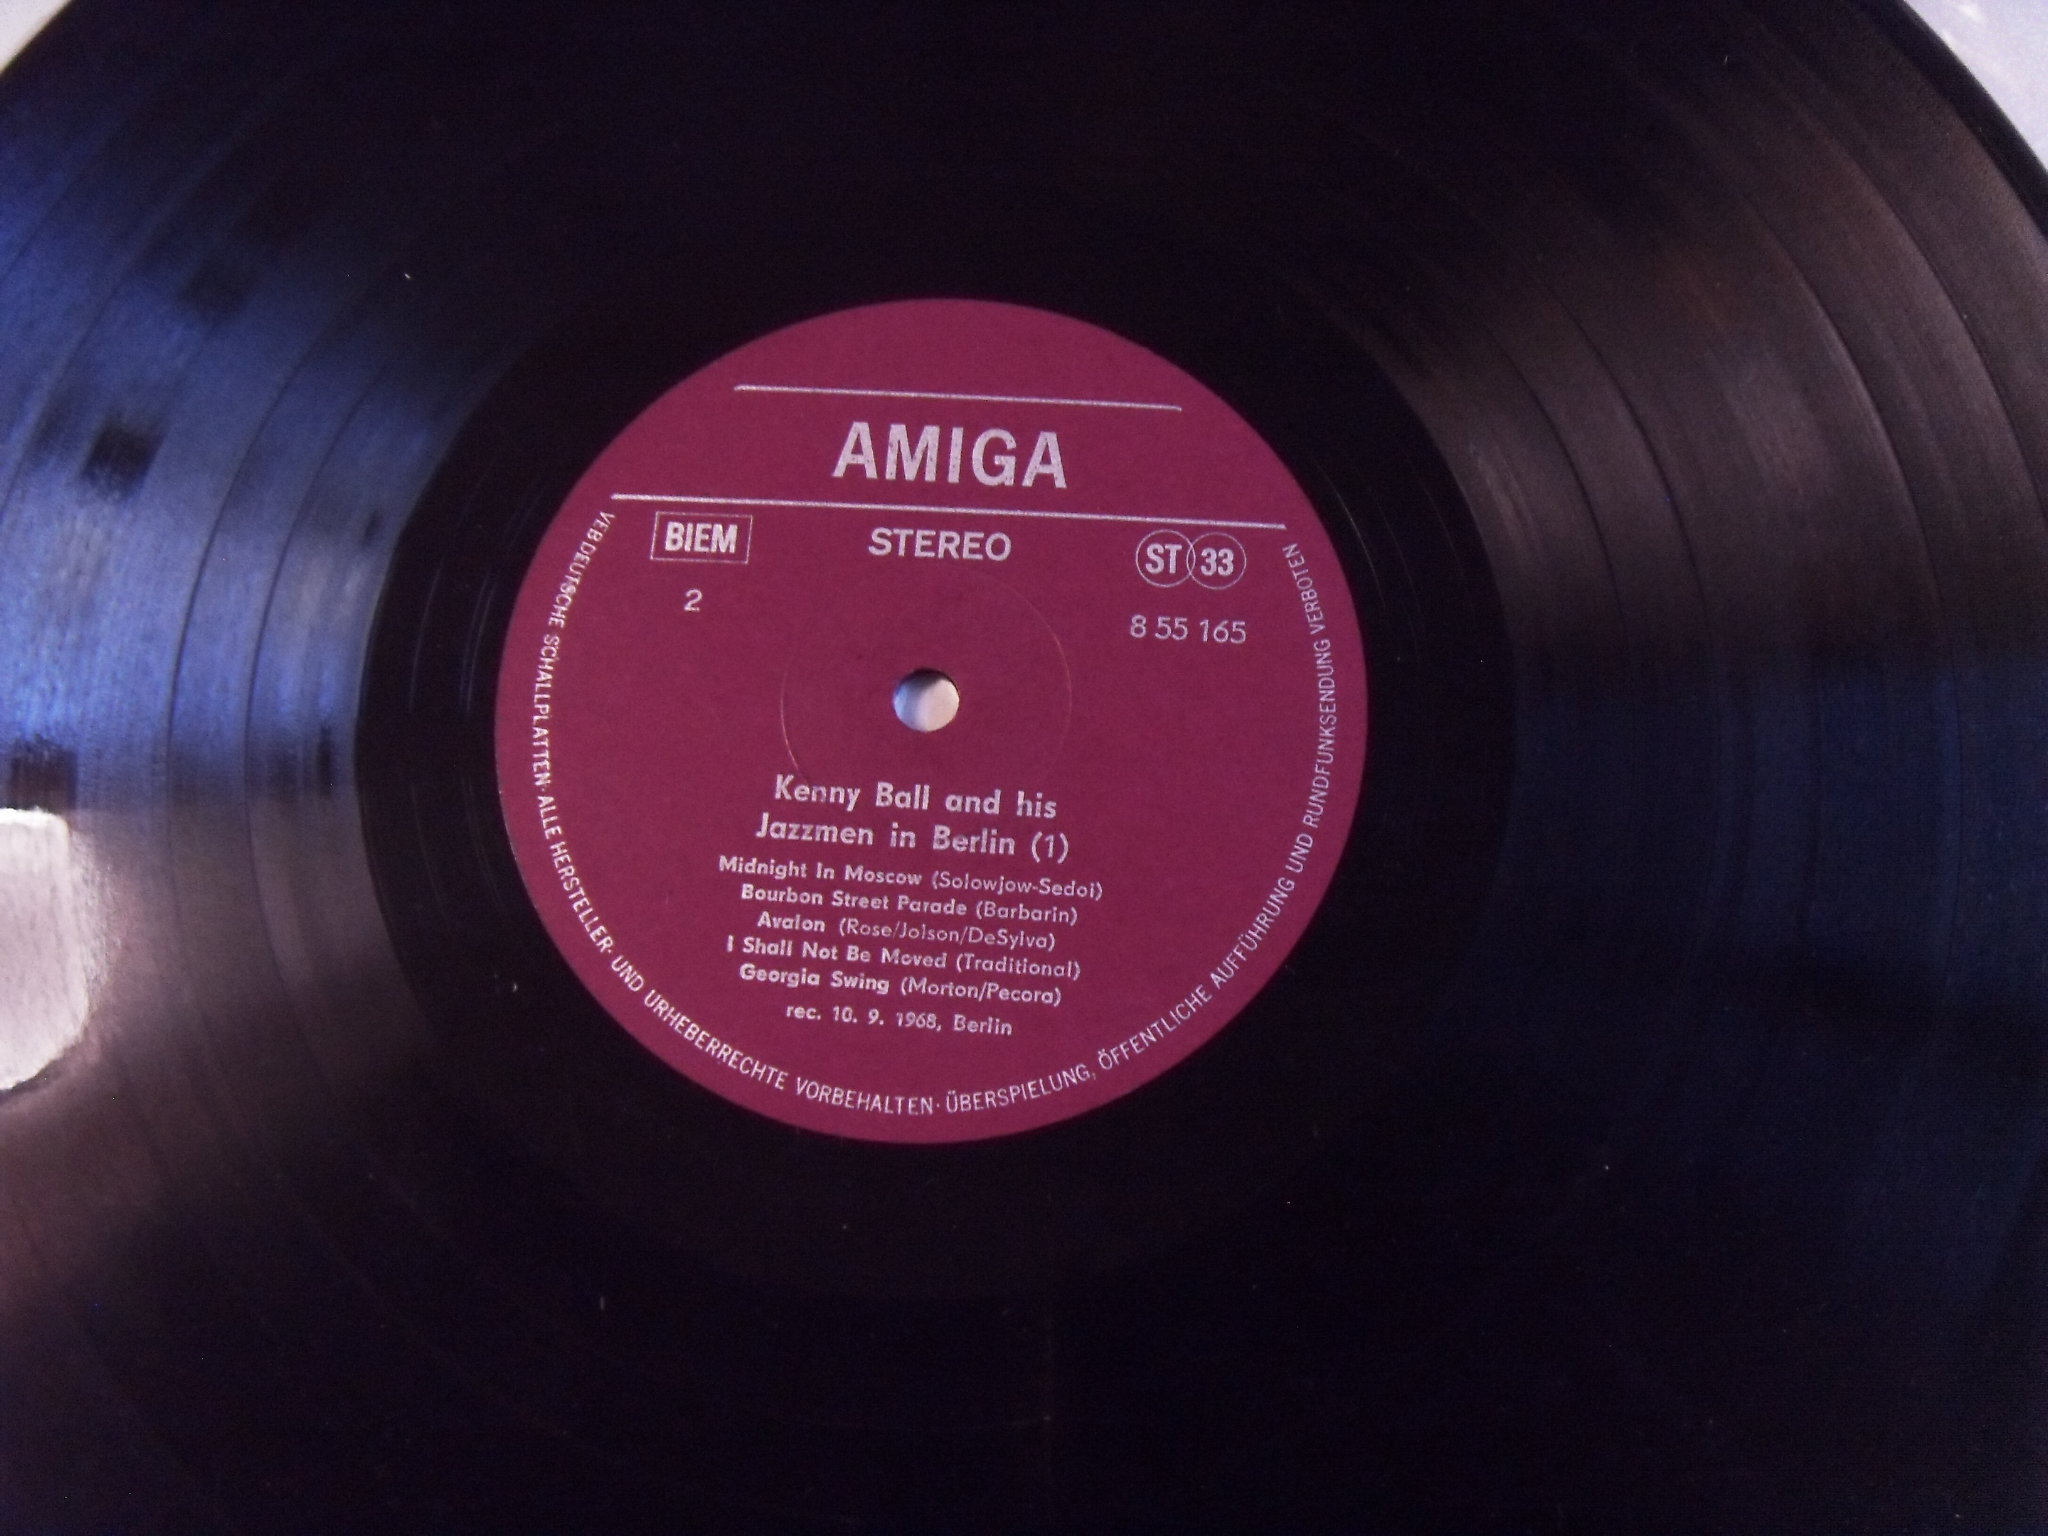 AMIGA
BIEM
STEREO
ST 33
2
8 55 165
Kenny Ball and his
Jazzmen in Berlin (1)
Midnight In Moscow (Solowjow-Sedoi)
Bourbon Street Parade (Barbarin)
Avalon (Rose/Jolson/DeSylva)
I Shall Not Be Moved (Traditional)
Georgia Swing (Morton/Pecora)
rec. 10. 9. 1968, Berlin
VEB DEUTSCHE SCHALLPLATTEN· ALLE HERSTELLER- UND URHEBERRECHTE VORBEHALTEN· ÜBERSPIELUNG, ÖFFENTLICHE AUFFÜHRUNG UND RUNDFUNKSENDUNG VERBOTEN